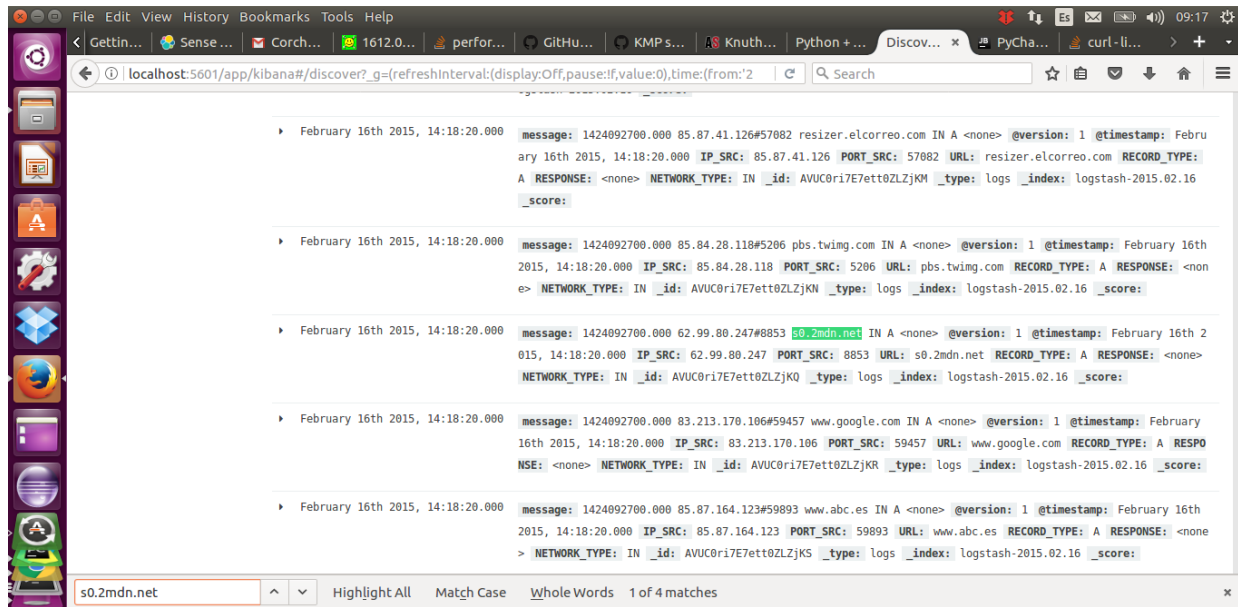 File Edit View History Bookmarks Tools Help
Es 09:17
Gettin... Sense ... Corch... 1612.0... perfor... GitHu... KMP s... Knuth... Python + ... Discov... PyCha... curl - li...
localhost:5601/app/kibana#/discover?_g=(refreshInterval:(display:Off,pause:!f,value:0),time:(from:'2 Search
February 16th 2015, 14:18:20.000 message: 1424092700.000 85.87.41.126#57082 resizer.elcorreo.com IN A <none> @version: 1 @timestamp: Febru
ary 16th 2015, 14:18:20.000 IP_SRC: 85.87.41.126 PORT_SRC: 57082 URL: resizer.elcorreo.com RECORD_TYPE:
A RESPONSE: <none> NETWORK_TYPE: IN _id: AVUC0ri7E7ett0ZLZjKM _type: logs _index: logstash-2015.02.16
_score:
February 16th 2015, 14:18:20.000 message: 1424092700.000 85.84.28.118#5206 pbs.twimg.com IN A <none> @version: 1 @timestamp: February 16th
2015, 14:18:20.000 IP_SRC: 85.84.28.118 PORT_SRC: 5206 URL: pbs.twimg.com RECORD_TYPE: A RESPONSE: <non
e> NETWORK_TYPE: IN _id: AVUC0ri7E7ett0ZLZjKN _type: logs _index: logstash-2015.02.16 _score:
February 16th 2015, 14:18:20.000 message: 1424092700.000 62.99.80.247#8853 s0.2mdn.net IN A <none> @version: 1 @timestamp: February 16th 2
015, 14:18:20.000 IP_SRC: 62.99.80.247 PORT_SRC: 8853 URL: s0.2mdn.net RECORD_TYPE: A RESPONSE: <none>
NETWORK_TYPE: IN _id: AVUC0ri7E7ett0ZLZjKQ _type: logs _index: logstash-2015.02.16 _score:
February 16th 2015, 14:18:20.000 message: 1424092700.000 83.213.170.106#59457 www.google.com IN A <none> @version: 1 @timestamp: February
16th 2015, 14:18:20.000 IP_SRC: 83.213.170.106 PORT_SRC: 59457 URL: www.google.com RECORD_TYPE: A RESPO
NSE: <none> NETWORK_TYPE: IN _id: AVUC0ri7E7ett0ZLZjKR _type: logs _index: logstash-2015.02.16 _score:
February 16th 2015, 14:18:20.000 message: 1424092700.000 85.87.164.123#59893 www.abc.es IN A <none> @version: 1 @timestamp: February 16th
2015, 14:18:20.000 IP_SRC: 85.87.164.123 PORT_SRC: 59893 URL: www.abc.es RECORD_TYPE: A RESPONSE: <none
> NETWORK_TYPE: IN _id: AVUC0ri7E7ett0ZLZjKS _type: logs _index: logstash-2015.02.16 _score:
s0.2mdn.net Highlight All Match Case Whole Words 1 of 4 matches